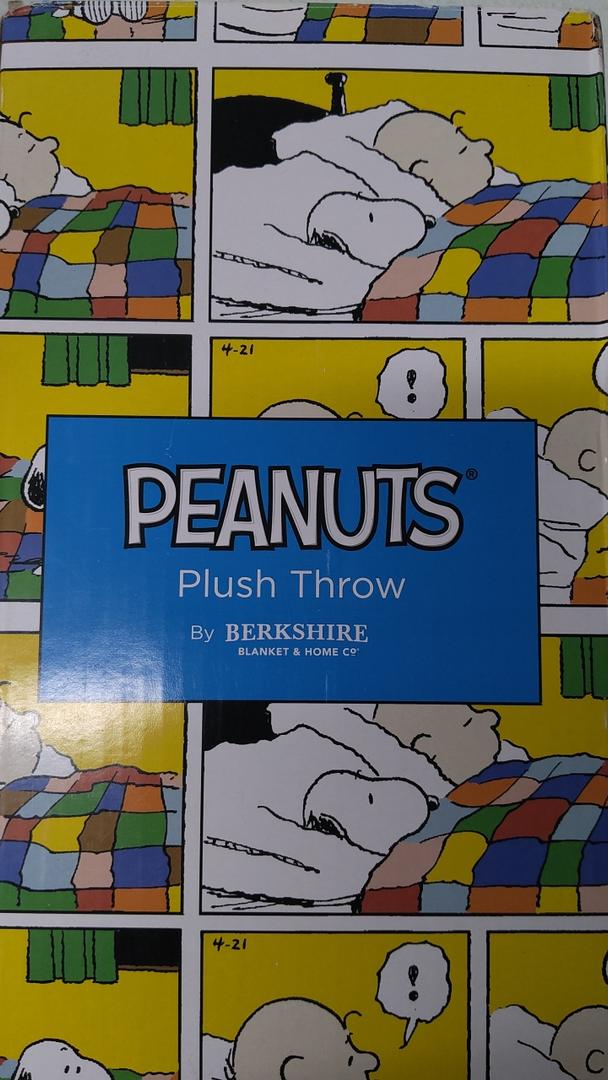 4-21
!
PEANUTS®
Plush Throw
By BERKSHIRE
BLANKET & HOME Cº
C
4-21
!
C